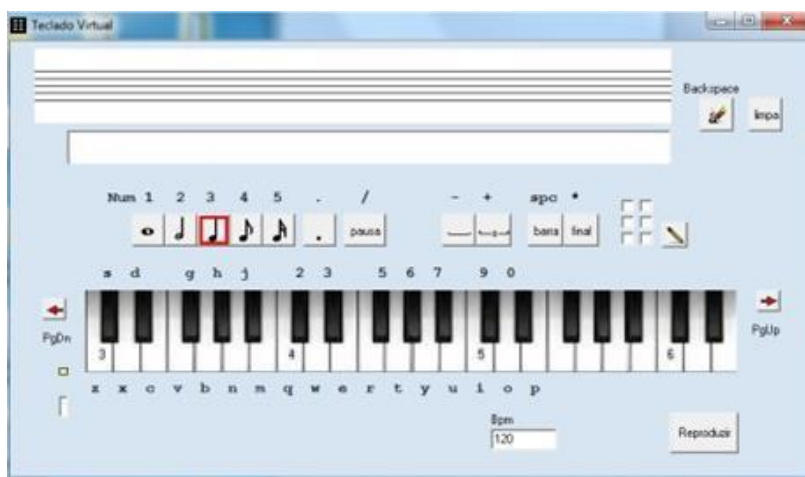 Teclado Virtual
Backspace
limpa
Num 1 2 3 4 5 . / - + spc *
pausa barra final
s d g h j 2 3 5 6 7 9 0
PgDn
PgUp
3 4 5 6
z x c v b n m q w e r t y u i o p
Bpm
120
Reproduzir